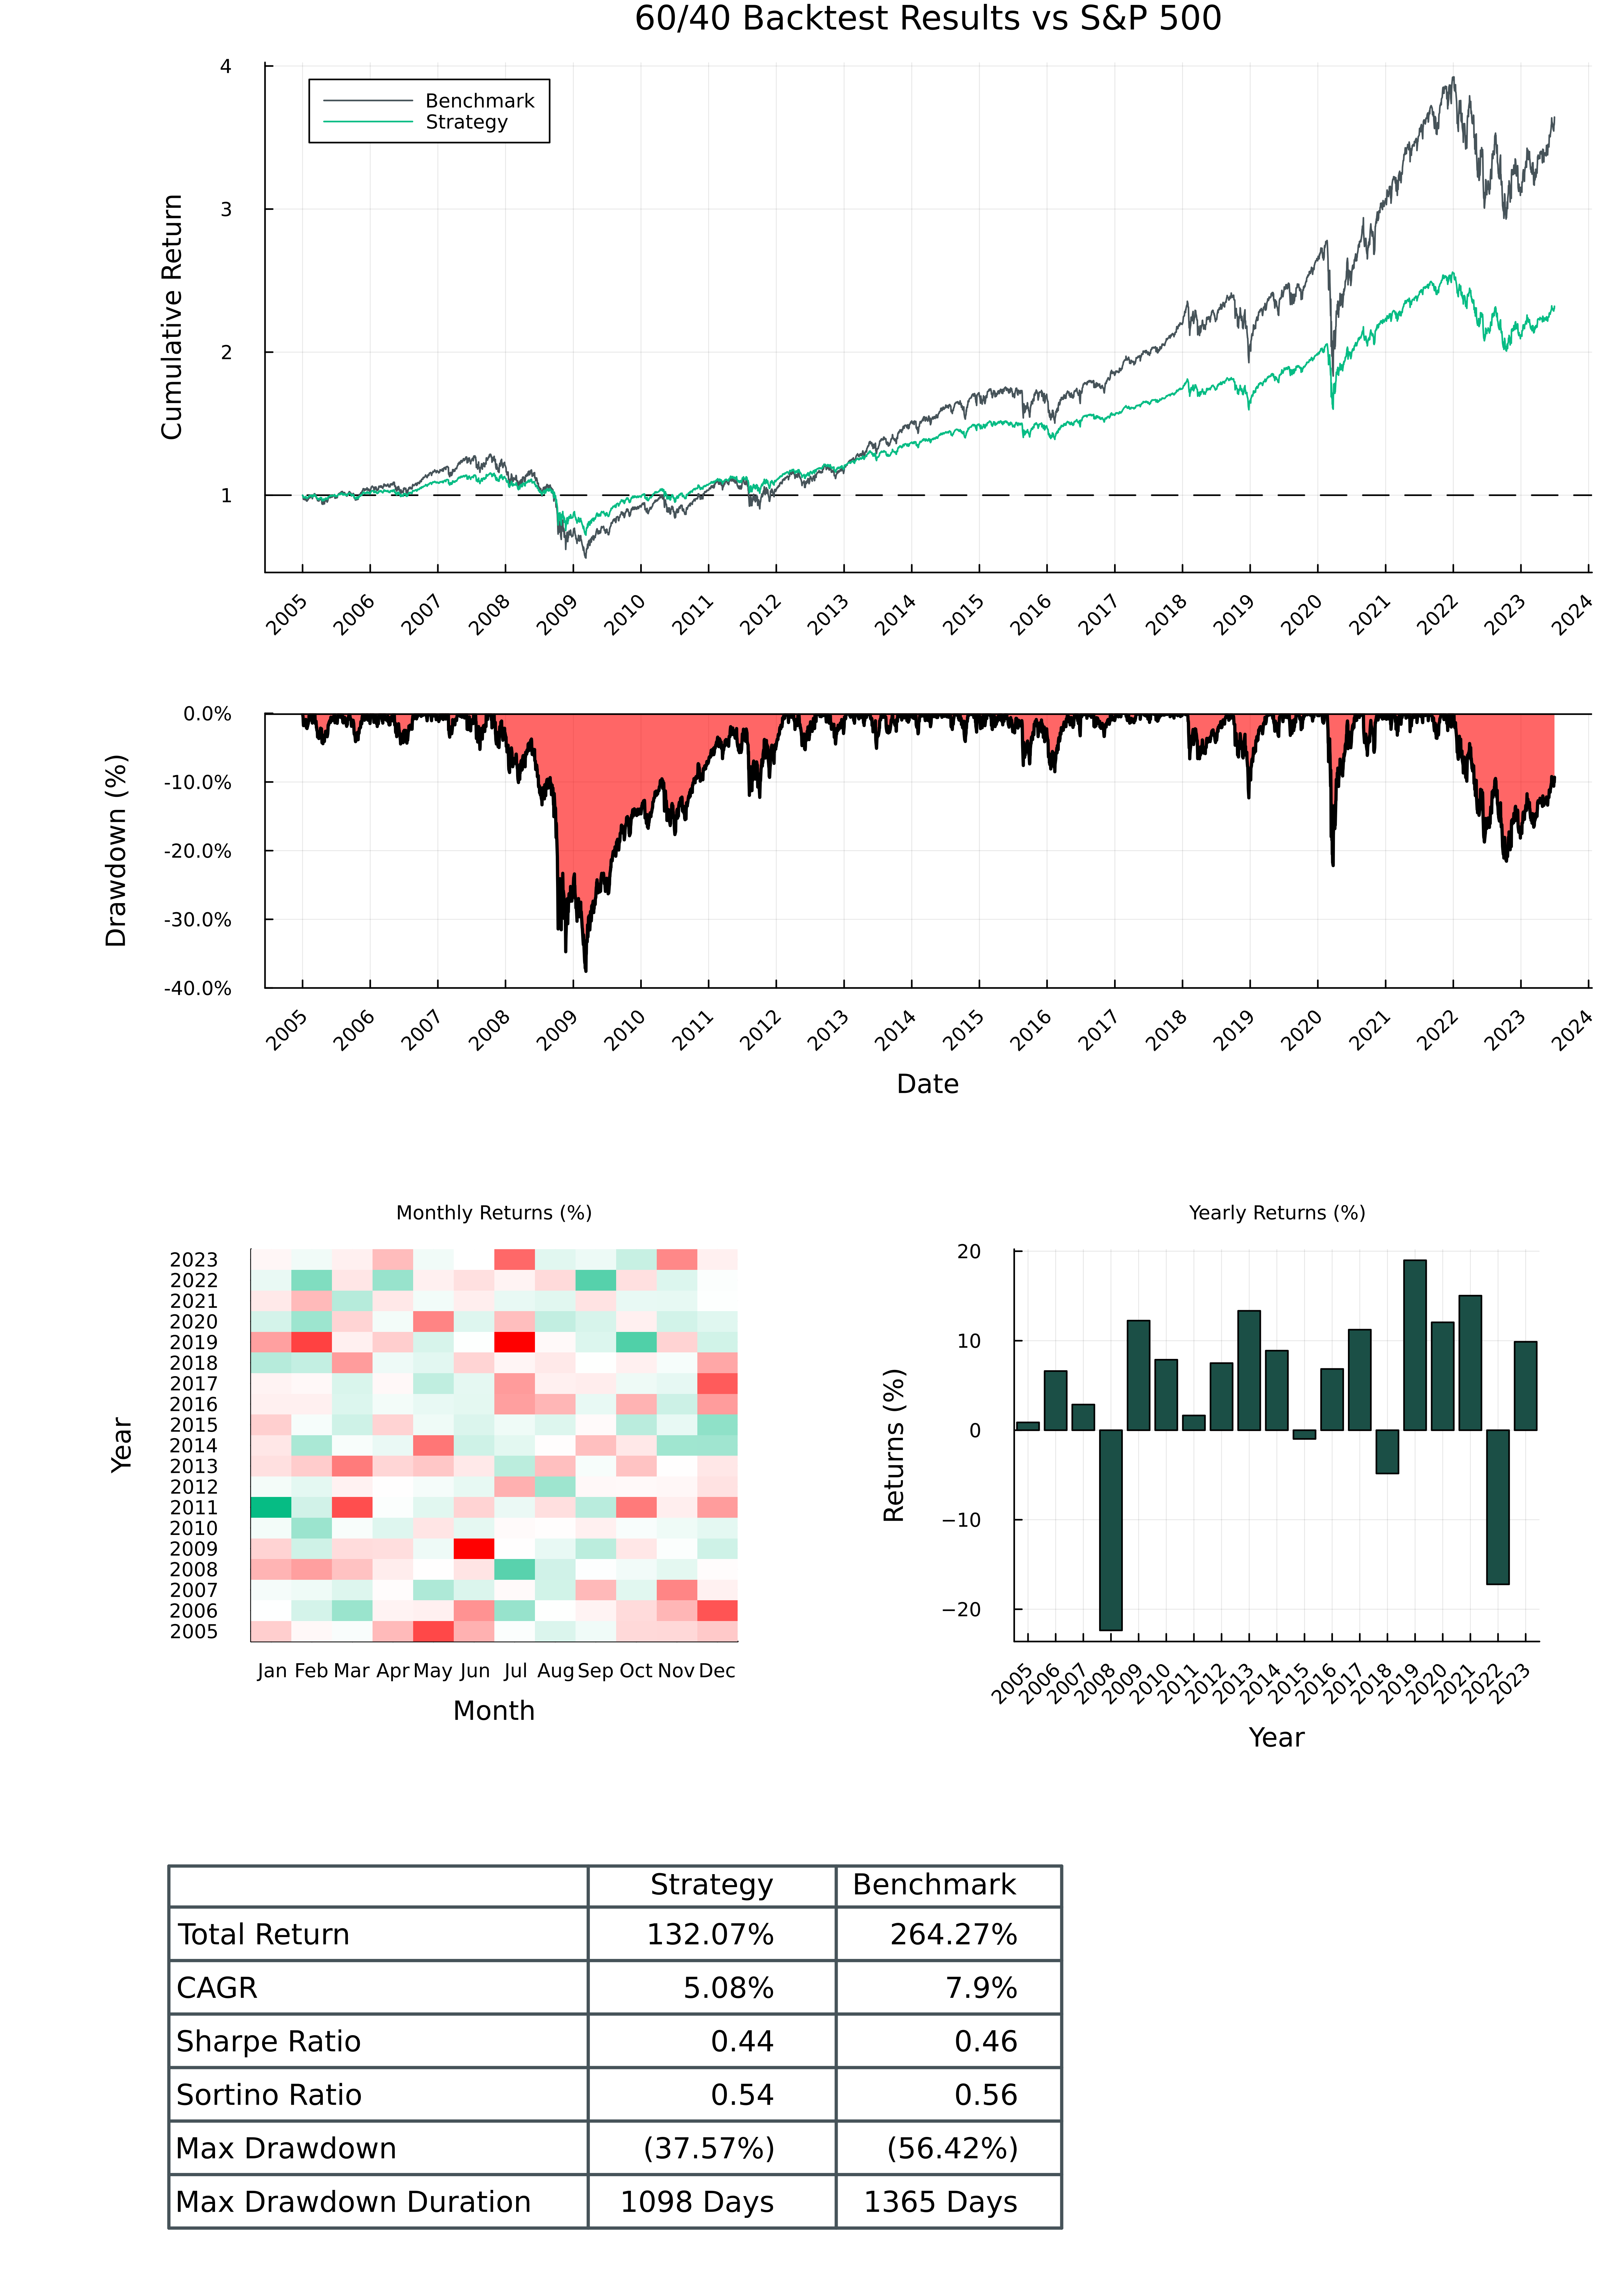 60/40 Backtest Results vs S&P 500
4
3
2
1
Cumulative Return
Benchmark
Strategy
2005 2006 2007 2008 2009 2010 2011 2012 2013 2014 2015 2016 2017 2018 2019 2020 2021 2022 2023 2024
0.0%
-10.0%
-20.0%
-30.0%
-40.0%
Drawdown (%)
2005 2006 2007 2008 2009 2010 2011 2012 2013 2014 2015 2016 2017 2018 2019 2020 2021 2022 2023 2024
Date
Monthly Returns (%)
2023
2022
2021
2020
2019
2018
2017
2016
2015
2014
2013
2012
2011
2010
2009
2008
2007
2006
2005
Year
Jan Feb Mar Apr May Jun Jul Aug Sep Oct Nov Dec
Month
Yearly Returns (%)
20
10
0
−10
−20
Returns (%)
2005 2006 2007 2008 2009 2010 2011 2012 2013 2014 2015 2016 2017 2018 2019 2020 2021 2022 2023
Year
Strategy Benchmark
Total Return 132.07% 264.27%
CAGR 5.08% 7.9%
Sharpe Ratio 0.44 0.46
Sortino Ratio 0.54 0.56
Max Drawdown (37.57%) (56.42%)
Max Drawdown Duration 1098 Days 1365 Days